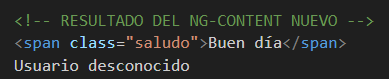 <!-- RESULTADO DEL NG-CONTENT NUEVO -->
<span class="saludo">Buen día</span>
Usuario desconocido